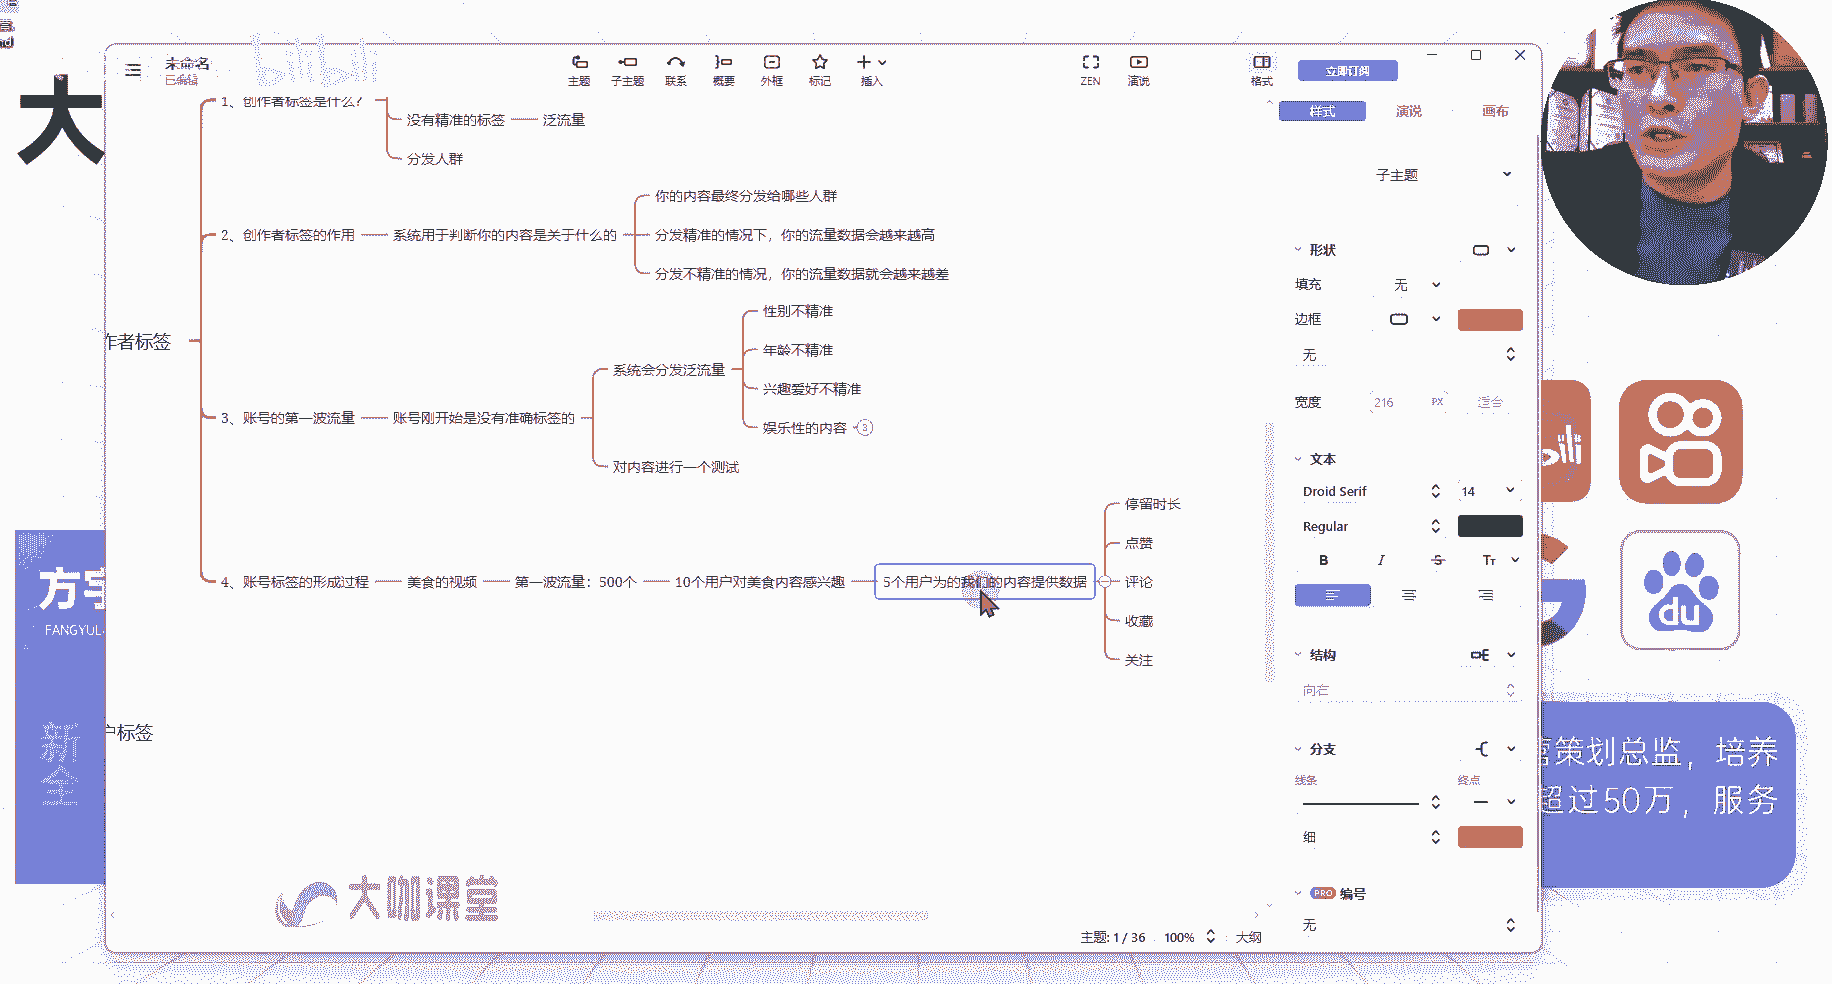 大
未命名
已编辑
bilibili
主题
子主题
联系
概要
外框
标记
插入
ZEN
演说
格式
立即订阅
1、创作者标签是什么？
没有精准的标签
泛流量
分发人群
2、创作者标签的作用
系统用于判断你的内容是关于什么的
你的内容最终分发给哪些人群
分发精准的情况下，你的流量数据会越来越高
分发不精准的情况，你的流量数据就会越来越差
作者标签
3、账号的第一波流量
账号刚开始是没有准确标签的
系统会分发泛流量
性别不精准
年龄不精准
兴趣爱好不精准
娱乐性的内容
3
对内容进行一个测试
4、账号标签的形成过程
美食的视频
第一波流量：500个
10个用户对美食内容感兴趣
5个用户为的我们的内容提供数据
停留时长
点赞
评论
收藏
关注
户标签
样式
演说
画布
子主题
形状
填充
无
边框
无
宽度
216
PX
适合
文本
Droid Serif
14
Regular
B
I
S
TT
结构
向右
分支
线条
终点
细
PRO 编号
无
主题: 1 / 36
100%
大纲
大咖课堂
方宇
FANGYUL
新
全
bili
du
营策划总监，培养
超过50万，服务